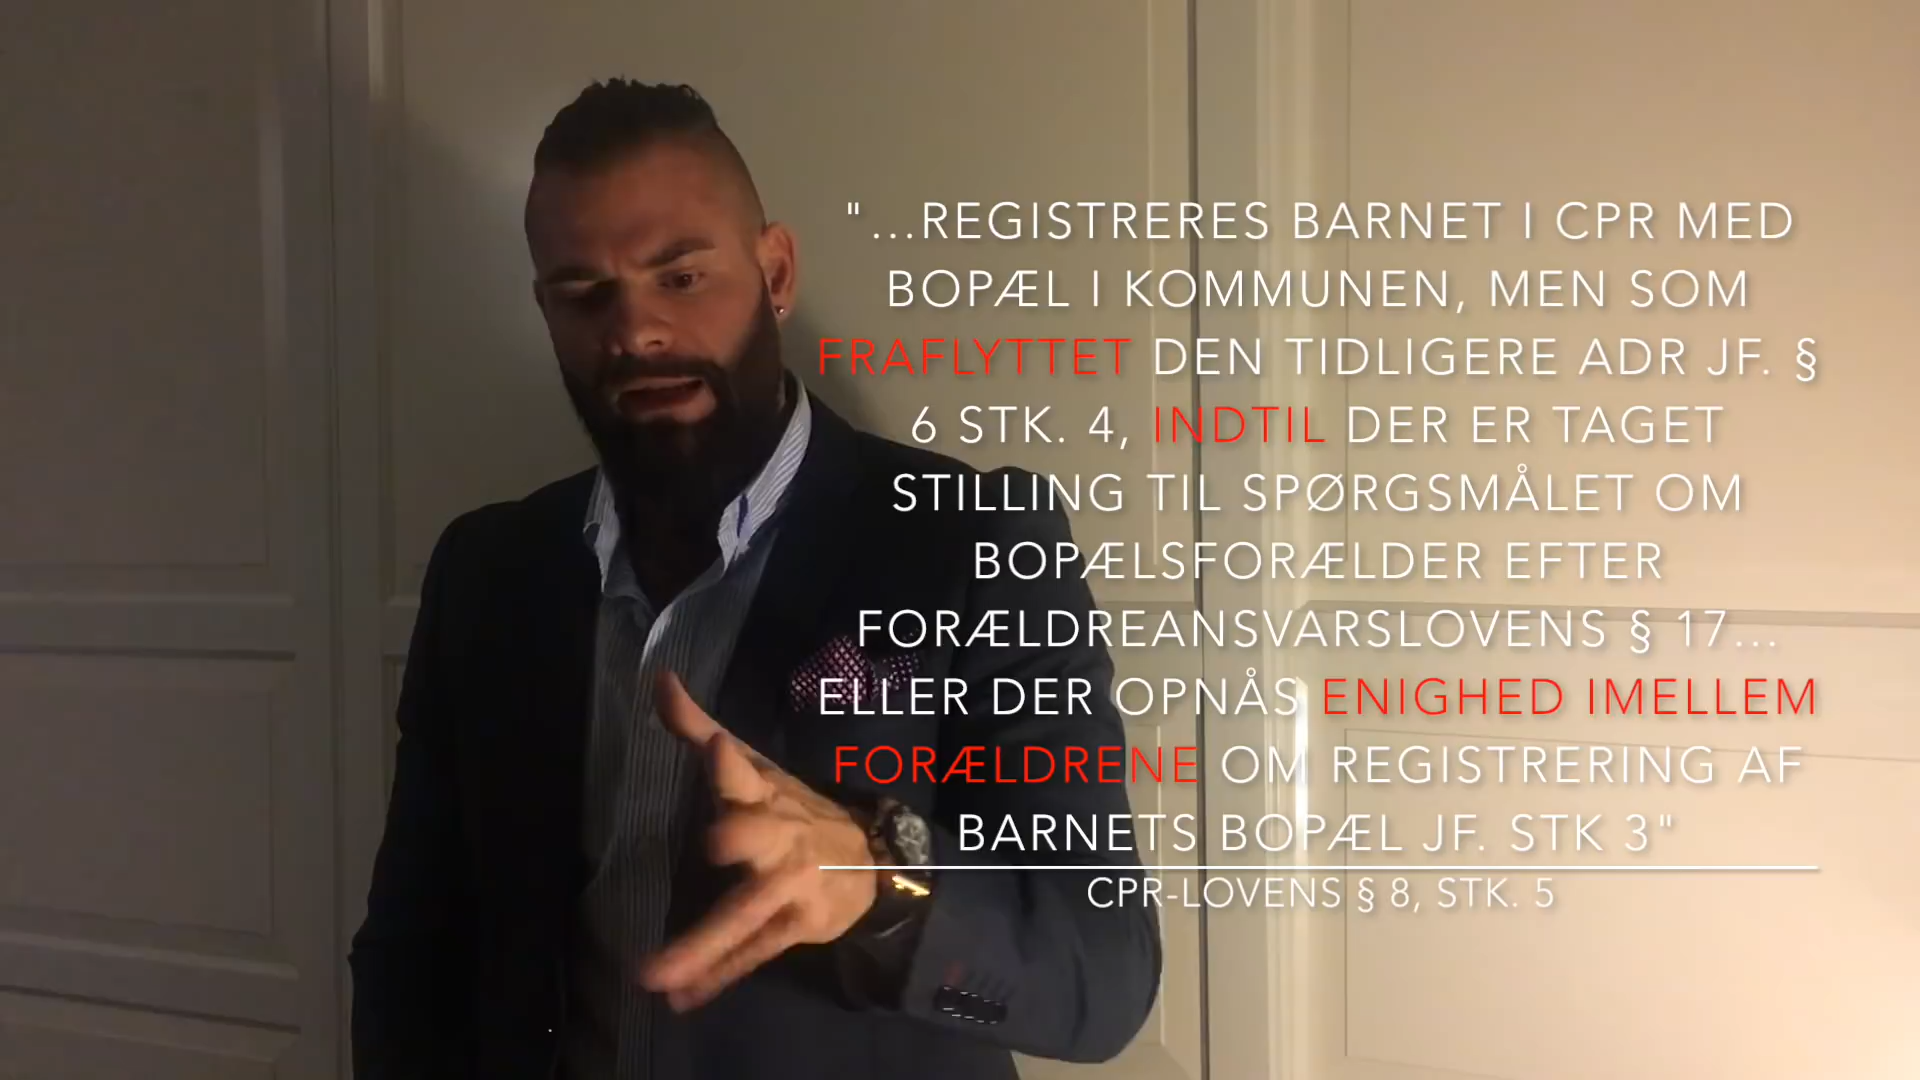 "...REGISTRERES BARNET I CPR MED
BOPÆL I KOMMUNEN, MEN SOM
FRAFLYTTET DEN TIDLIGERE ADR JF. §
6 STK. 4, INDTIL DER ER TAGET
STILLING TIL SPØRGSMÅLET OM
BOPÆLSFORÆLDER EFTER
FORÆLDREANSVARSLOVENS § 17...
ELLER DER OPNÅS ENIGHED IMELLEM
FORÆLDRENE OM REGISTRERING AF
BARNETS BOPÆL JF. STK 3"
CPR-LOVENS § 8, STK. 5